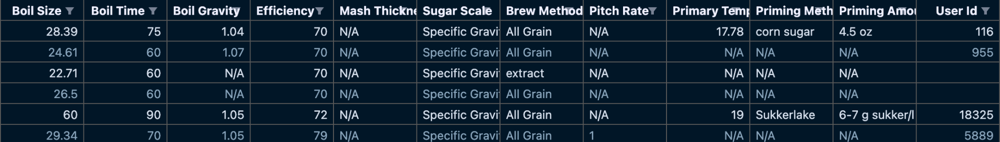 Boil Size Boil Time Boil Gravity Efficiency Mash Thickne Sugar Scale Brew Method Pitch Rate Primary Temp Priming Meth Priming Amou User Id
28.39 75 1.04 70 N/A Specific Gravit All Grain N/A 17.78 corn sugar 4.5 oz 116
24.61 60 1.07 70 N/A Specific Gravit All Grain N/A N/A N/A N/A 955
22.71 60 N/A 70 N/A Specific Gravit extract N/A N/A N/A N/A
26.5 60 N/A 70 N/A Specific Gravit All Grain N/A N/A N/A N/A
60 90 1.05 72 N/A Specific Gravit All Grain N/A 19 Sukkerlake 6-7 g sukker/l 18325
29.34 70 1.05 79 N/A Specific Gravit All Grain 1 N/A N/A N/A 5889